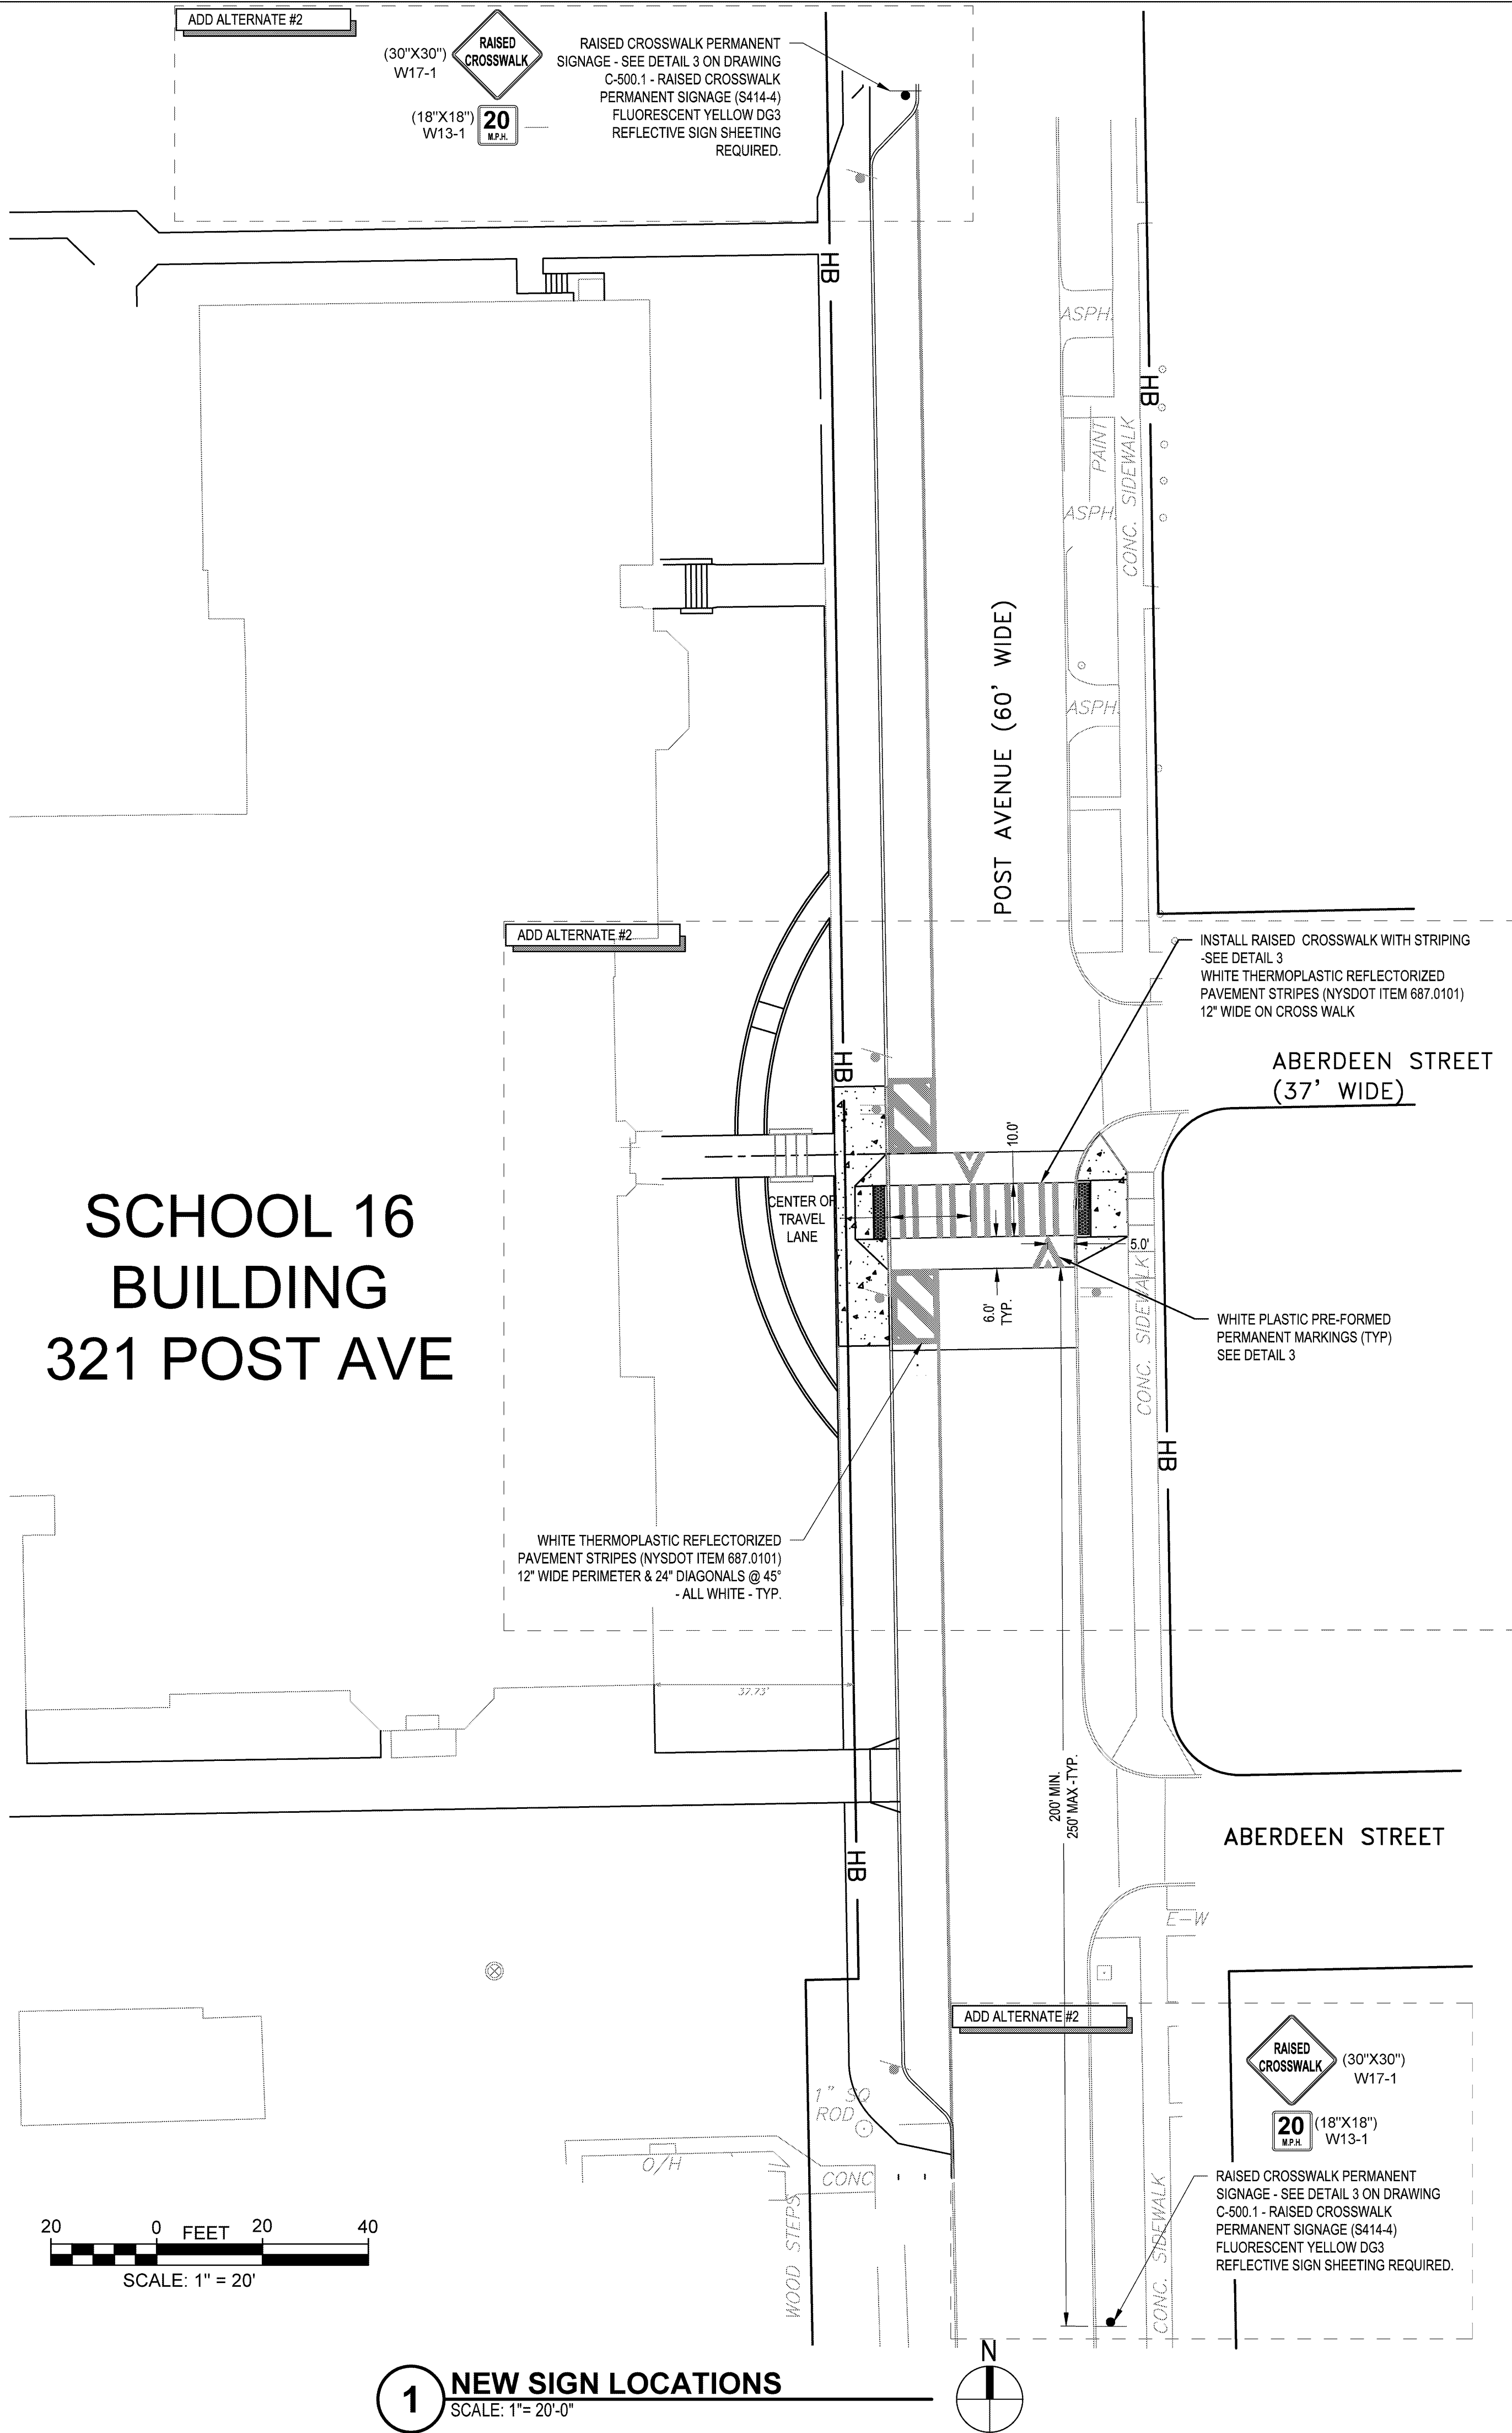 ADD ALTERNATE #2
RAISED
CROSSWALK
(30"X30")
W17-1
(18"X18")
W13-1
20
M.P.H.
RAISED CROSSWALK PERMANENT
SIGNAGE - SEE DETAIL 3 ON DRAWING
C-500.1 - RAISED CROSSWALK
PERMANENT SIGNAGE (S414-4)
FLUORESCENT YELLOW DG3
REFLECTIVE SIGN SHEETING
REQUIRED.
HB
HB
ASPH.
PAINT
CONC. SIDEWALK
ASPH.
ASPH.
POST AVENUE (60' WIDE)
ADD ALTERNATE #2
INSTALL RAISED CROSSWALK WITH STRIPING
-SEE DETAIL 3
WHITE THERMOPLASTIC REFLECTORIZED
PAVEMENT STRIPES (NYSDOT ITEM 687.0101)
12" WIDE ON CROSS WALK
HB
ABERDEEN STREET
(37' WIDE)
10.0'
CENTER OF
TRAVEL
LANE
5.0'
6.0'
TYP.
SCHOOL 16
BUILDING
321 POST AVE
WHITE PLASTIC PRE-FORMED
PERMANENT MARKINGS (TYP)
SEE DETAIL 3
CONC. SIDEWALK
HB
WHITE THERMOPLASTIC REFLECTORIZED
PAVEMENT STRIPES (NYSDOT ITEM 687.0101)
12" WIDE PERIMETER & 24" DIAGONALS @ 45°
- ALL WHITE - TYP.
37.73'
200' MIN.
250' MAX -TYP.
ABERDEEN STREET
HB
E-W
ADD ALTERNATE #2
RAISED
CROSSWALK
(30"X30")
W17-1
20
M.P.H.
(18"X18")
W13-1
1" SQ
ROD
O/H
CONC
WOOD STEPS
CONC. SIDEWALK
RAISED CROSSWALK PERMANENT
SIGNAGE - SEE DETAIL 3 ON DRAWING
C-500.1 - RAISED CROSSWALK
PERMANENT SIGNAGE (S414-4)
FLUORESCENT YELLOW DG3
REFLECTIVE SIGN SHEETING REQUIRED.
20 0 FEET 20 40
SCALE: 1" = 20'
N
1 NEW SIGN LOCATIONS
SCALE: 1"= 20'-0"